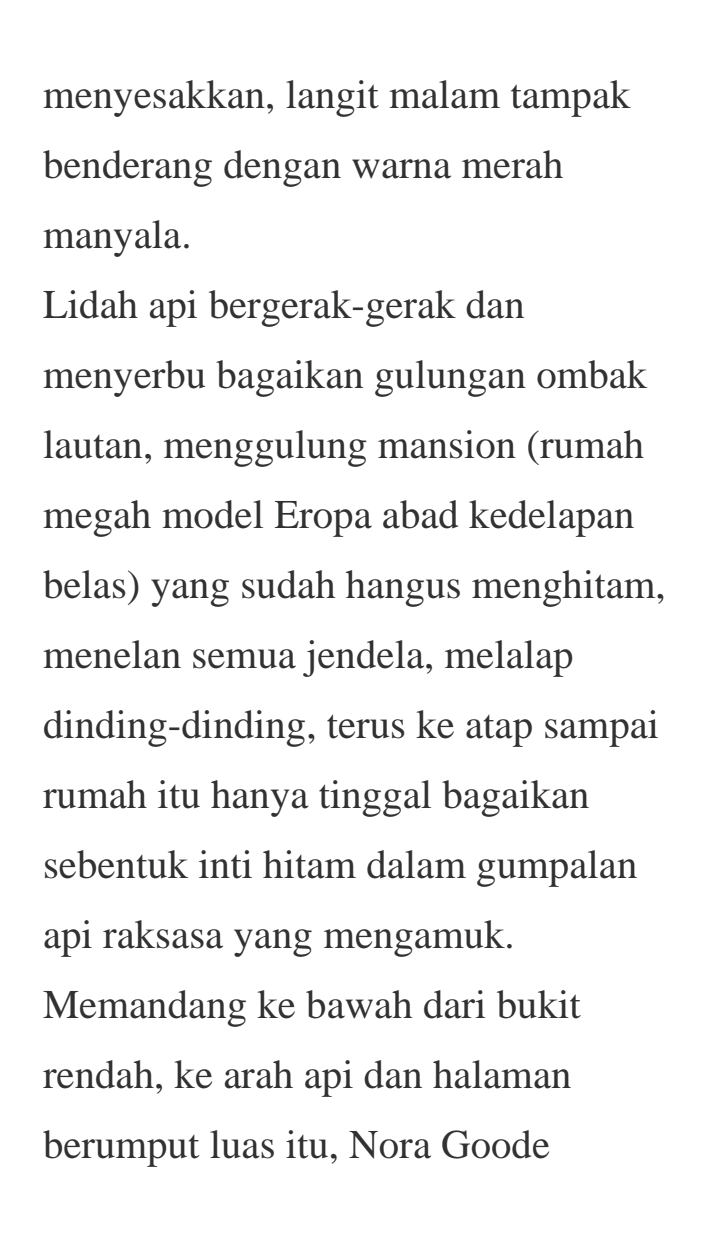 menyesakkan, langit malam tampak
benderang dengan warna merah
manyala.
Lidah api bergerak-gerak dan
menyerbu bagaikan gulungan ombak
lautan, menggulung mansion (rumah
megah model Eropa abad kedelapan
belas) yang sudah hangus menghitam,
menelan semua jendela, melalap
dinding-dinding, terus ke atap sampai
rumah itu hanya tinggal bagaikan
sebentuk inti hitam dalam gumpalan
api raksasa yang mengamuk.
Memandang ke bawah dari bukit
rendah, ke arah api dan halaman
berumput luas itu, Nora Goode